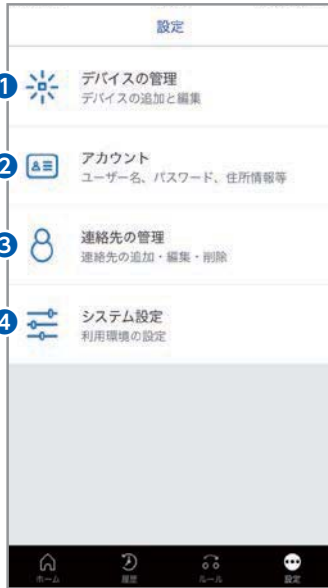 設定
1
デバイスの管理
デバイスの追加と編集
2
アカウント
ユーザー名、パスワード、住所情報等
3
連絡先の管理
連絡先の追加・編集・削除
4
システム設定
利用環境の設定
ホーム
履歴
ルール
設定